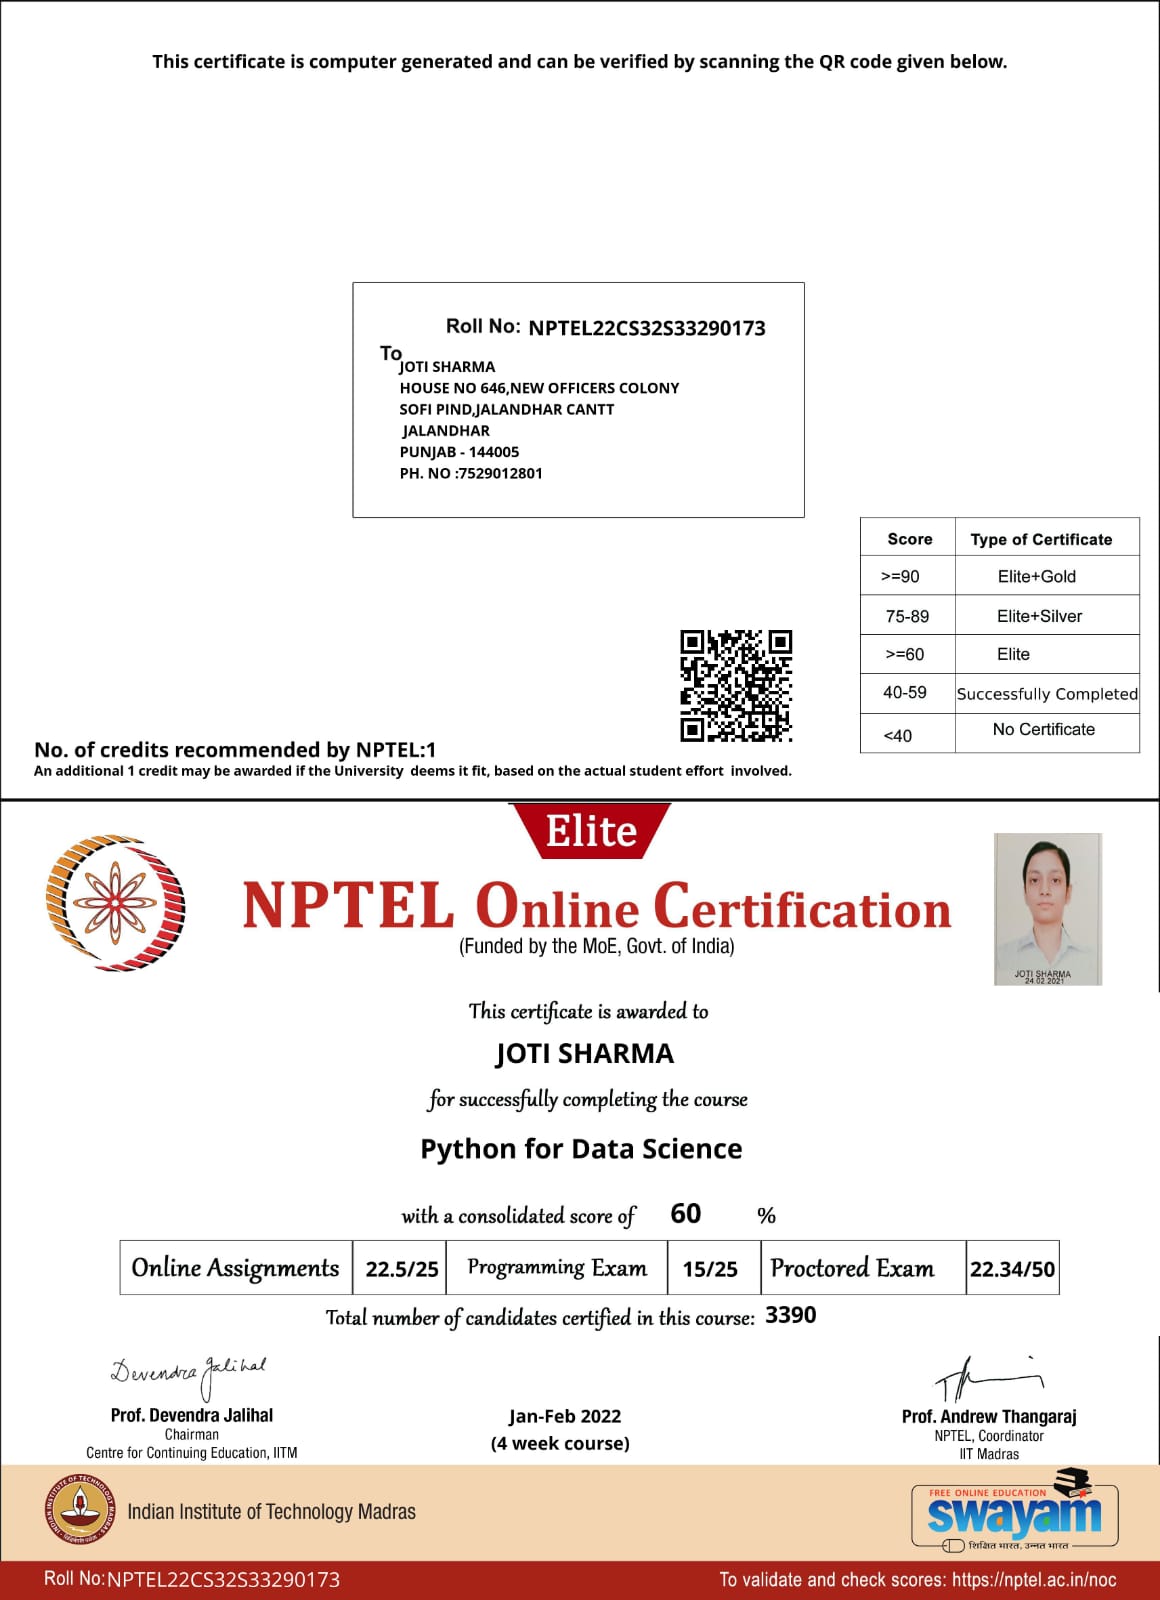 This certificate is computer generated and can be verified by scanning the QR code given below.
Roll No: NPTEL22CS32S33290173
To
JOTI SHARMA
HOUSE NO 646,NEW OFFICERS COLONY
SOFI PIND,JALANDHAR CANTT
JALANDHAR
PUNJAB - 144005
PH. NO :7529012801
Score Type of Certificate
>=90 Elite+Gold
75-89 Elite+Silver
>=60 Elite
40-59 Successfully Completed
<40 No Certificate
No. of credits recommended by NPTEL:1
An additional 1 credit may be awarded if the University deems it fit, based on the actual student effort involved.
Elite
NPTEL Online Certification
(Funded by the MoE, Govt. of India)
JOTI SHARMA
24.02.2021
This certificate is awarded to
JOTI SHARMA
for successfully completing the course
Python for Data Science
with a consolidated score of 60 %
Online Assignments 22.5/25 Programming Exam 15/25 Proctored Exam 22.34/50
Total number of candidates certified in this course: 3390
Devendra Jalihal
Prof. Devendra Jalihal
Chairman
Centre for Continuing Education, IITM
Jan-Feb 2022
(4 week course)
Prof. Andrew Thangaraj
NPTEL, Coordinator
IIT Madras
INDIAN INSTITUTE OF TECHNOLOGY MADRAS
Indian Institute of Technology Madras
FREE ONLINE EDUCATION
swayam
शिक्षित भारत, उन्नत भारत
Roll No:NPTEL22CS32S33290173
To validate and check scores: https://nptel.ac.in/noc